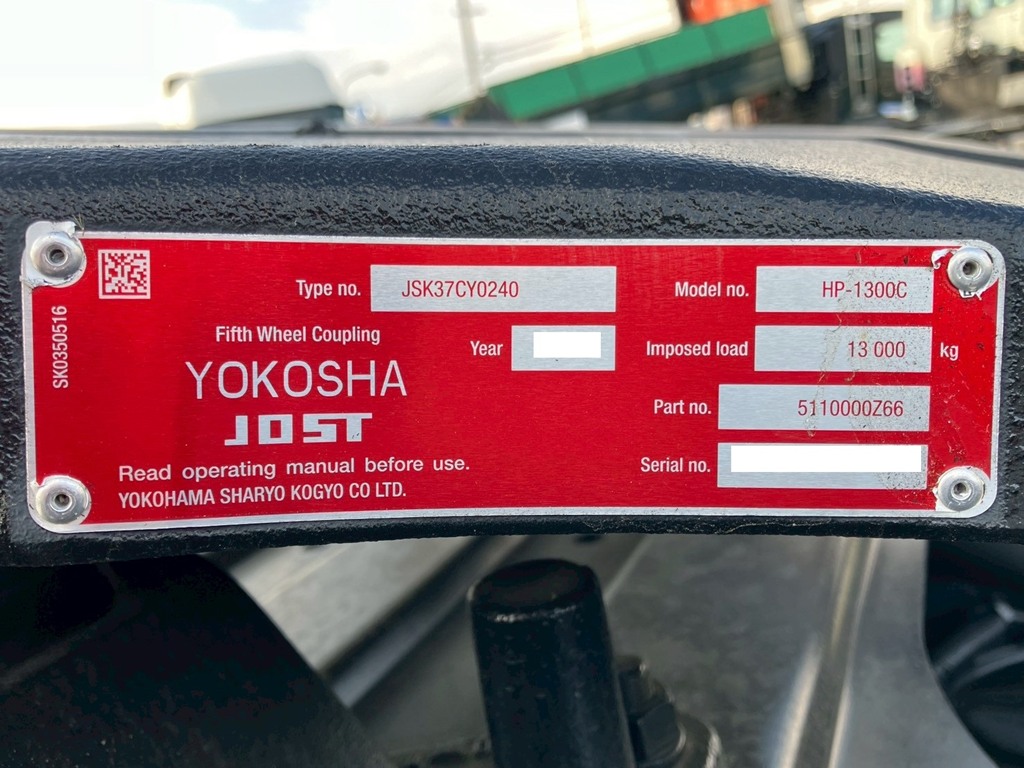 SK0350516
Type no. JSK37CY0240
Model no. HP-1300C
Fifth Wheel Coupling
Year
Imposed load 13 000 kg
YOKOSHA
JOST
Part no. 5110000Z66
Serial no.
Read operating manual before use.
YOKOHAMA SHARYO KOGYO CO LTD.